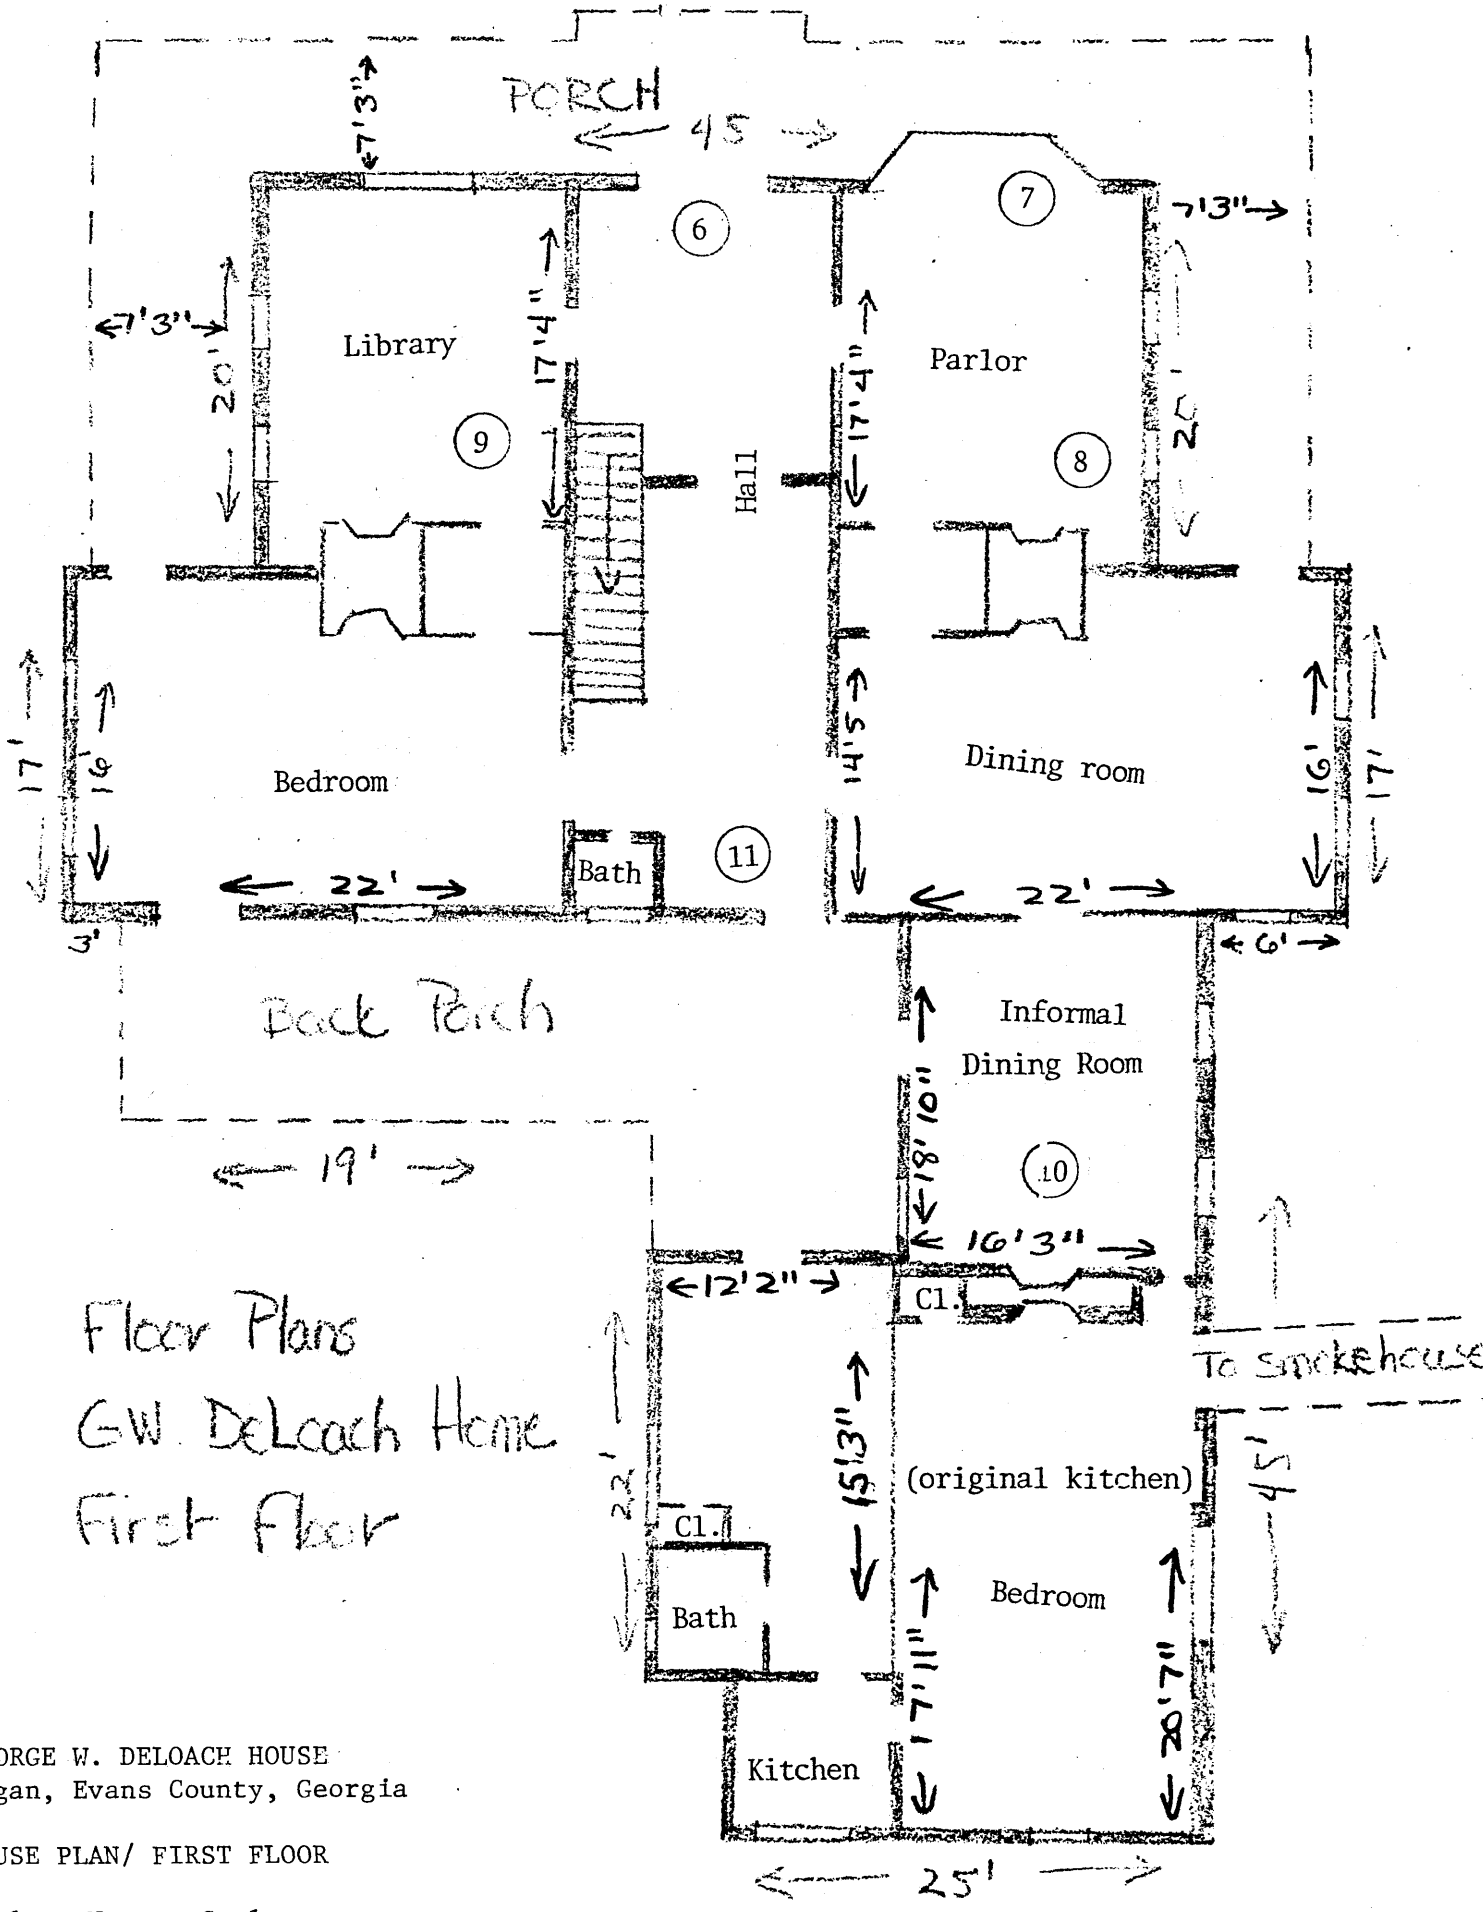 PORCH
45
7'3"
7'3"
7'3"
6
7
Library
Parlor
20'
17'4"
17'4"
20'
9
8
Hall
17'
16'
Bedroom
14'5
Dining room
16'
17'
22'
Bath
11
22'
3'
6'
Back Porch
Informal
Dining Room
18'10"
19'
10
16'3"
12'2"
Cl.
To smokehouse
Floor Plans
GW. DeLoach Home
First Floor
22'
15'3"
(original kitchen)
45'
Cl.
Bath
Bedroom
17'11"
20'7"
Kitchen
25'
ORGE W. DELOACH HOUSE
gan, Evans County, Georgia
USE PLAN/ FIRST FLOOR